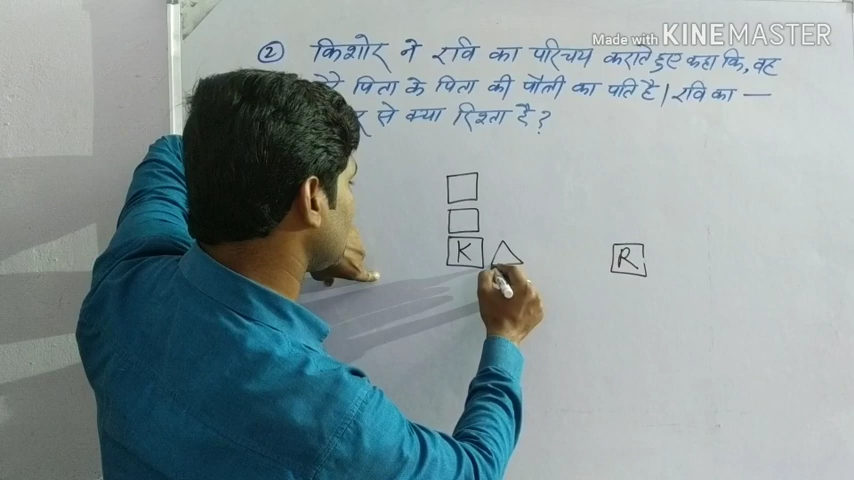 Made with KINEMASTER
② किशोर ने रवि का परिचय कराते हुए कहा कि, वह
पिता के पिता की पौत्री का पति है। रवि का —
से क्या रिश्ता है?
K R